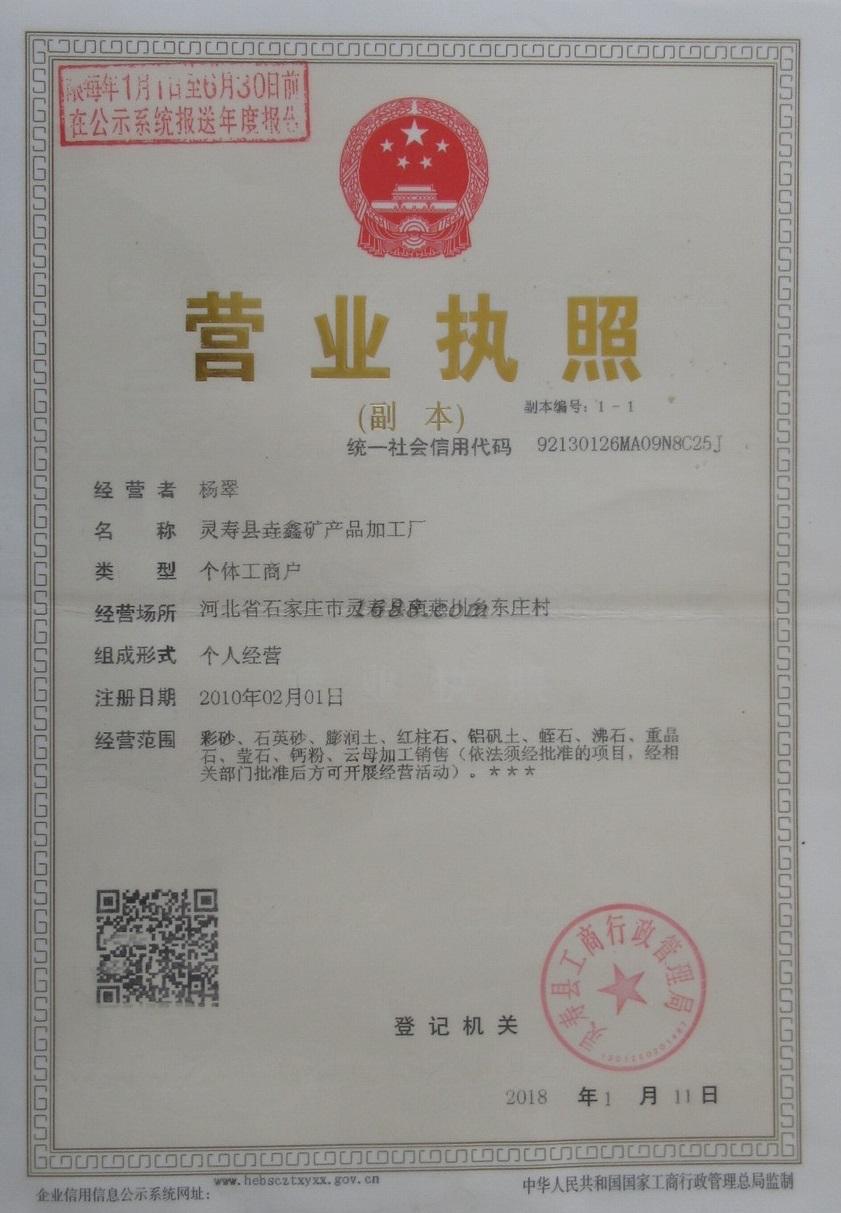 限每年1月1日至6月30日前
在公示系统报送年度报告
营业执照
(副 本)
副本编号：1-1
统一社会信用代码 92130126MA09N8C25J
经营者 杨翠
名称 灵寿县垚鑫矿产品加工厂
类型 个体工商户
经营场所 河北省石家庄市灵寿县南燕川乡东庄村
1688.com
组成形式 个人经营
注册日期 2010年02月01日
经营范围 彩砂、石英砂、膨润土、红柱石、铝矾土、蛭石、沸石、重晶
石、莹石、钙粉、云母加工销售（依法须经批准的项目，经相
关部门批准后方可开展经营活动）。***
灵寿县工商行政管理局
登记机关
2018 年 1 月 11 日
企业信用信息公示系统网址： www.hebscztxyxx.gov.cn
中华人民共和国国家工商行政管理总局监制